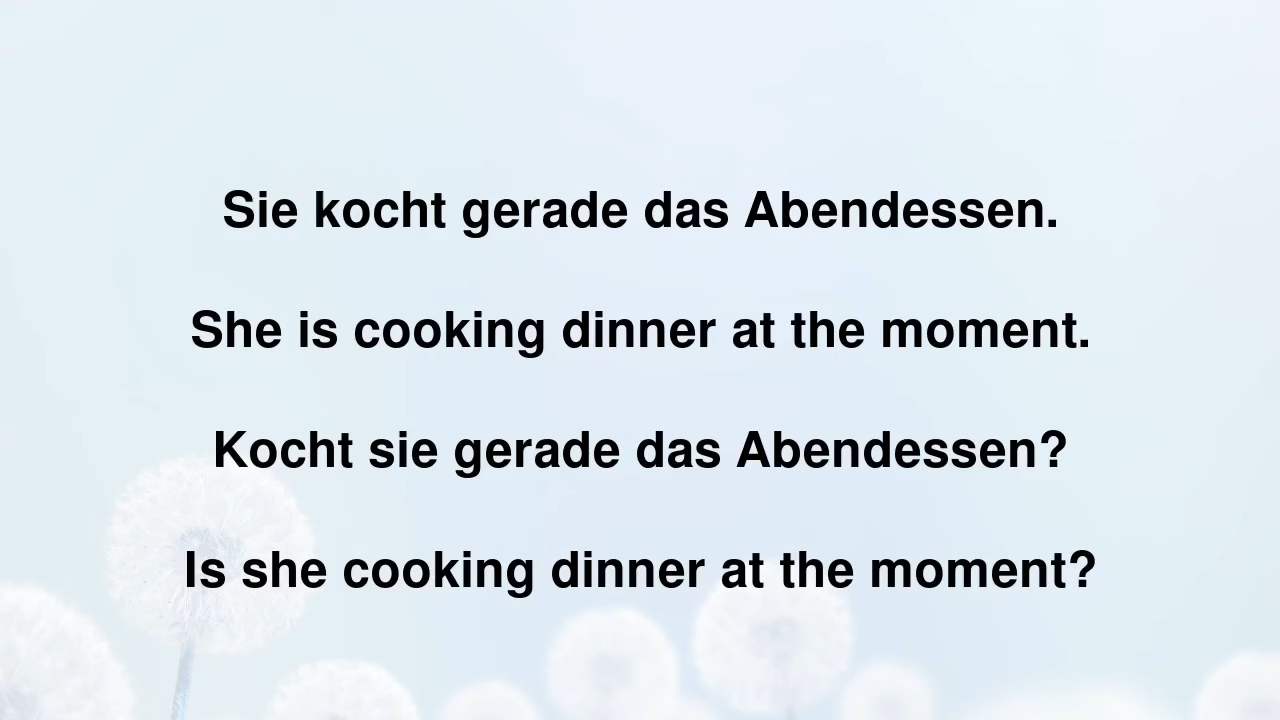 Sie kocht gerade das Abendessen.
She is cooking dinner at the moment.
Kocht sie gerade das Abendessen?
Is she cooking dinner at the moment?